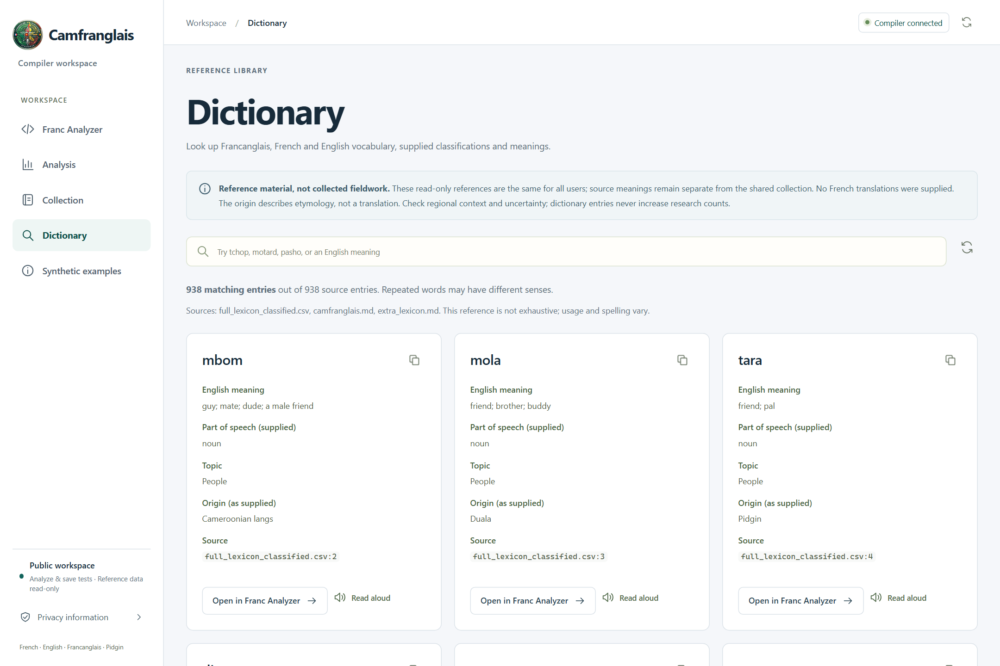 Camfranglais
Compiler workspace
WORKSPACE
Franc Analyzer
Analysis
Collection
Dictionary
Synthetic examples
Public workspace
Analyze & save tests · Reference data
read-only
Privacy information
French · English · Francanglais · Pidgin
Workspace / Dictionary
Compiler connected
REFERENCE LIBRARY
Dictionary
Look up Francanglais, French and English vocabulary, supplied classifications and meanings.
Reference material, not collected fieldwork. These read-only references are the same for all users; source meanings remain separate from the shared collection. No French translations were supplied.
The origin describes etymology, not a translation. Check regional context and uncertainty; dictionary entries never increase research counts.
Try tchop, motard, pasho, or an English meaning
938 matching entries out of 938 source entries. Repeated words may have different senses.
Sources: full_lexicon_classified.csv, camfranglais.md, extra_lexicon.md. This reference is not exhaustive; usage and spelling vary.
mbom
English meaning
guy; mate; dude; a male friend
Part of speech (supplied)
noun
Topic
People
Origin (as supplied)
Cameroonian langs
Source
full_lexicon_classified.csv:2
Open in Franc Analyzer
Read aloud
mola
English meaning
friend; brother; buddy
Part of speech (supplied)
noun
Topic
People
Origin (as supplied)
Duala
Source
full_lexicon_classified.csv:3
Open in Franc Analyzer
Read aloud
tara
English meaning
friend; pal
Part of speech (supplied)
noun
Topic
People
Origin (as supplied)
Pidgin
Source
full_lexicon_classified.csv:4
Open in Franc Analyzer
Read aloud